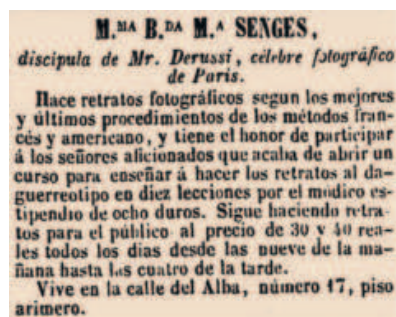 M.MA B.DA M.A SENGES,
discipula de Mr. Derussi, célebre fotográfico
de Paris.
Hace retratos fotográficos segun los mejores
y últimos procedimientos de los métodos fran-
cés y americano, y tiene el honor de participar
á los señores aficionados que acaba de abrir un
curso para enseñar á hacer los retratos al da-
guerreotipo en diez lecciones por el módico es-
tipendio de ocho duros. Sigue haciendo retra-
tos para el público al precio de 30 y 40 rea-
les todos los dias desde las nueve de la ma-
ñana hasta las cuatro de la tarde.
Vive en la calle del Alba, número 17, piso
arimero.